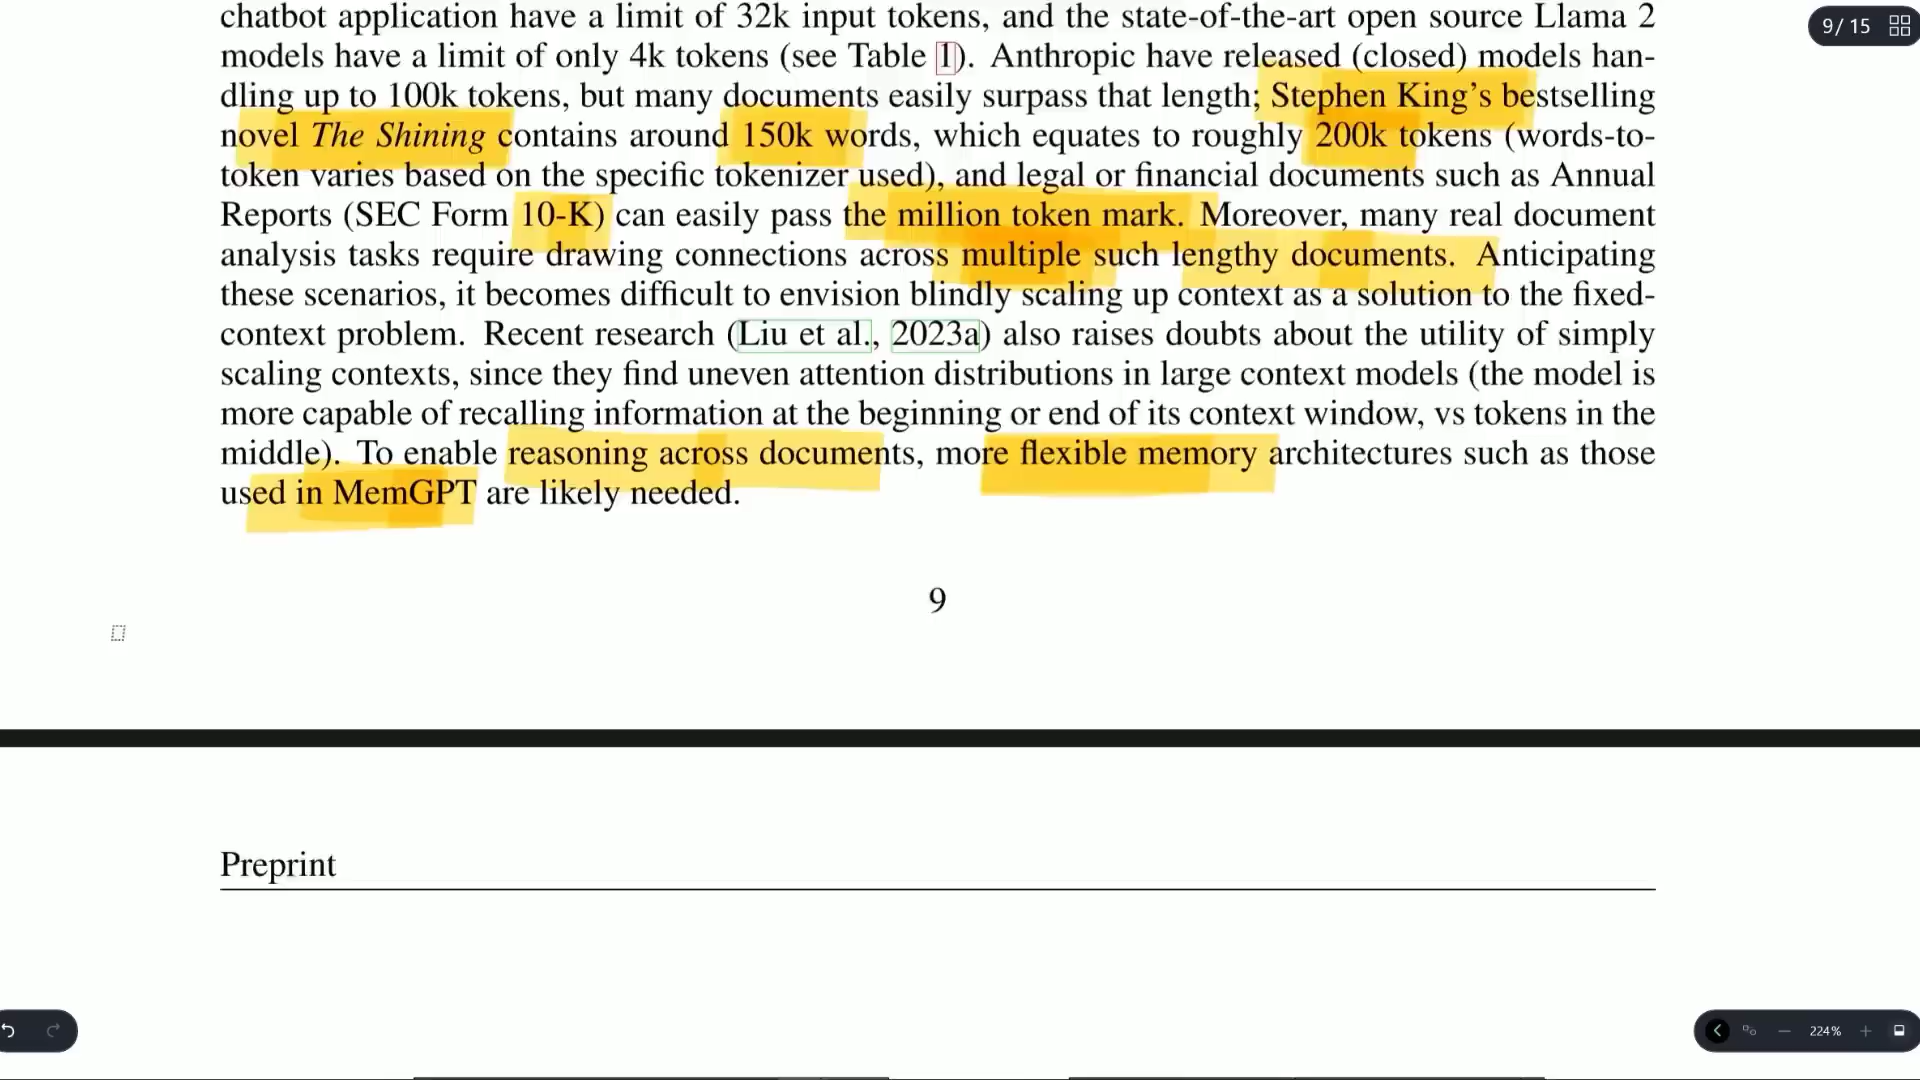 chatbot application have a limit of 32k input tokens, and the state-of-the-art open source Llama 2
models have a limit of only 4k tokens (see Table 1). Anthropic have released (closed) models han-
dling up to 100k tokens, but many documents easily surpass that length; Stephen King's bestselling
novel The Shining contains around 150k words, which equates to roughly 200k tokens (words-to-
token varies based on the specific tokenizer used), and legal or financial documents such as Annual
Reports (SEC Form 10-K) can easily pass the million token mark. Moreover, many real document
analysis tasks require drawing connections across multiple such lengthy documents. Anticipating
these scenarios, it becomes difficult to envision blindly scaling up context as a solution to the fixed-
context problem. Recent research (Liu et al., 2023a) also raises doubts about the utility of simply
scaling contexts, since they find uneven attention distributions in large context models (the model is
more capable of recalling information at the beginning or end of its context window, vs tokens in the
middle). To enable reasoning across documents, more flexible memory architectures such as those
used in MemGPT are likely needed.
9
Preprint
9/ 15
224%